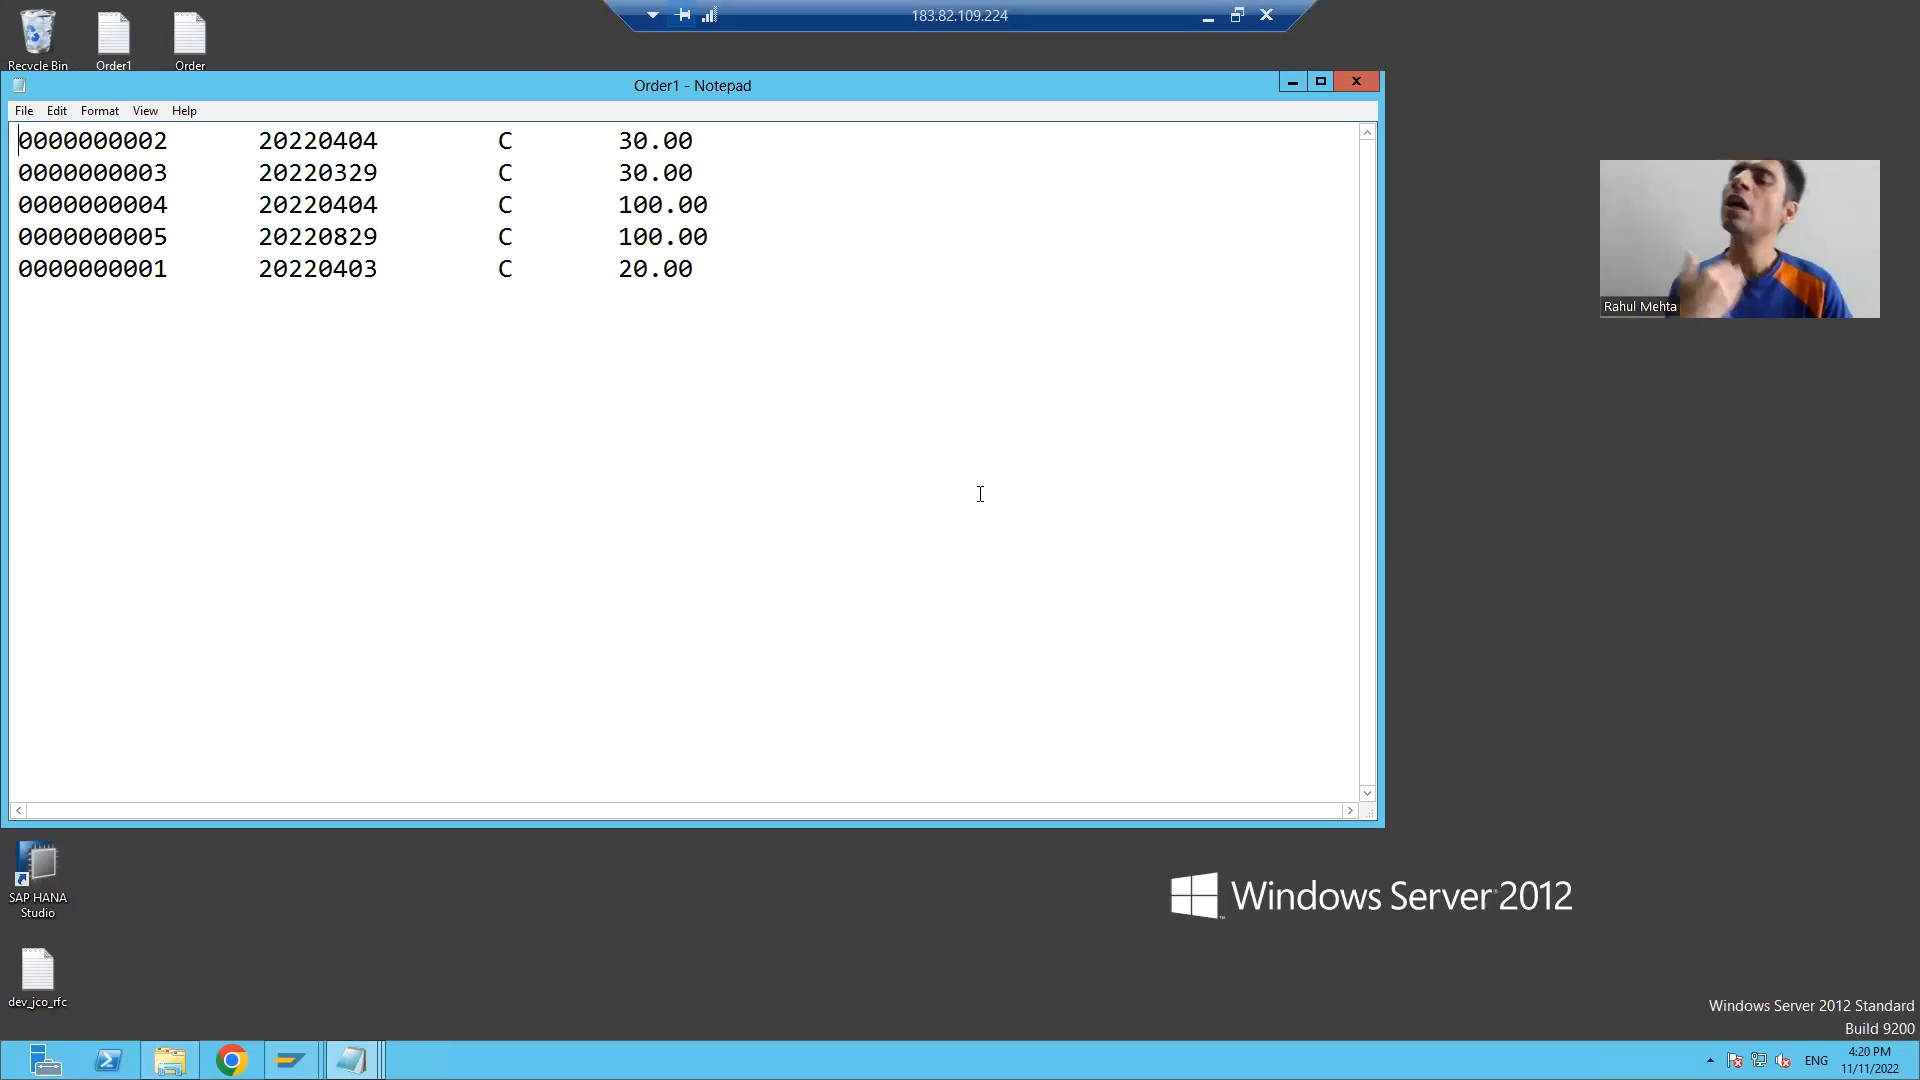 183.82.109.224
Recycle Bin
Order1
Order
Order1 - Notepad
File Edit Format View Help
0000000002 20220404 C 30.00
0000000003 20220329 C 30.00
0000000004 20220404 C 100.00
0000000005 20220829 C 100.00
0000000001 20220403 C 20.00
Rahul Mehta
SAP HANA
Studio
dev_jco_rfc
Windows Server 2012
Windows Server 2012 Standard
Build 9200
ENG
4:20 PM
11/11/2022